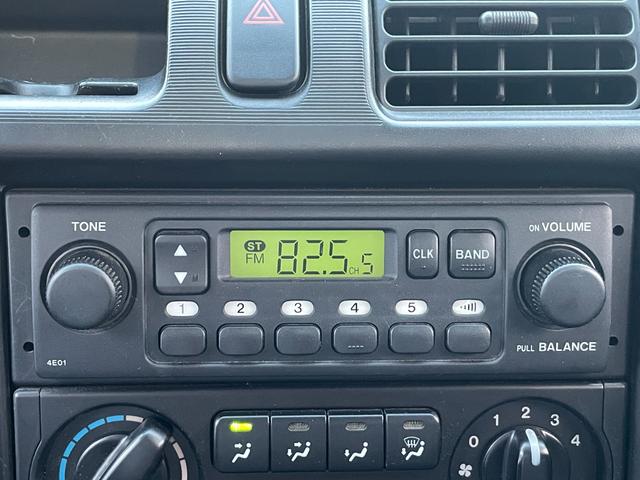 TONE
ON VOLUME
ST
FM 82.5 CH 5
CLK
BAND
1 2 3 4 5
4E01
PULL BALANCE
0 1 2 3 4